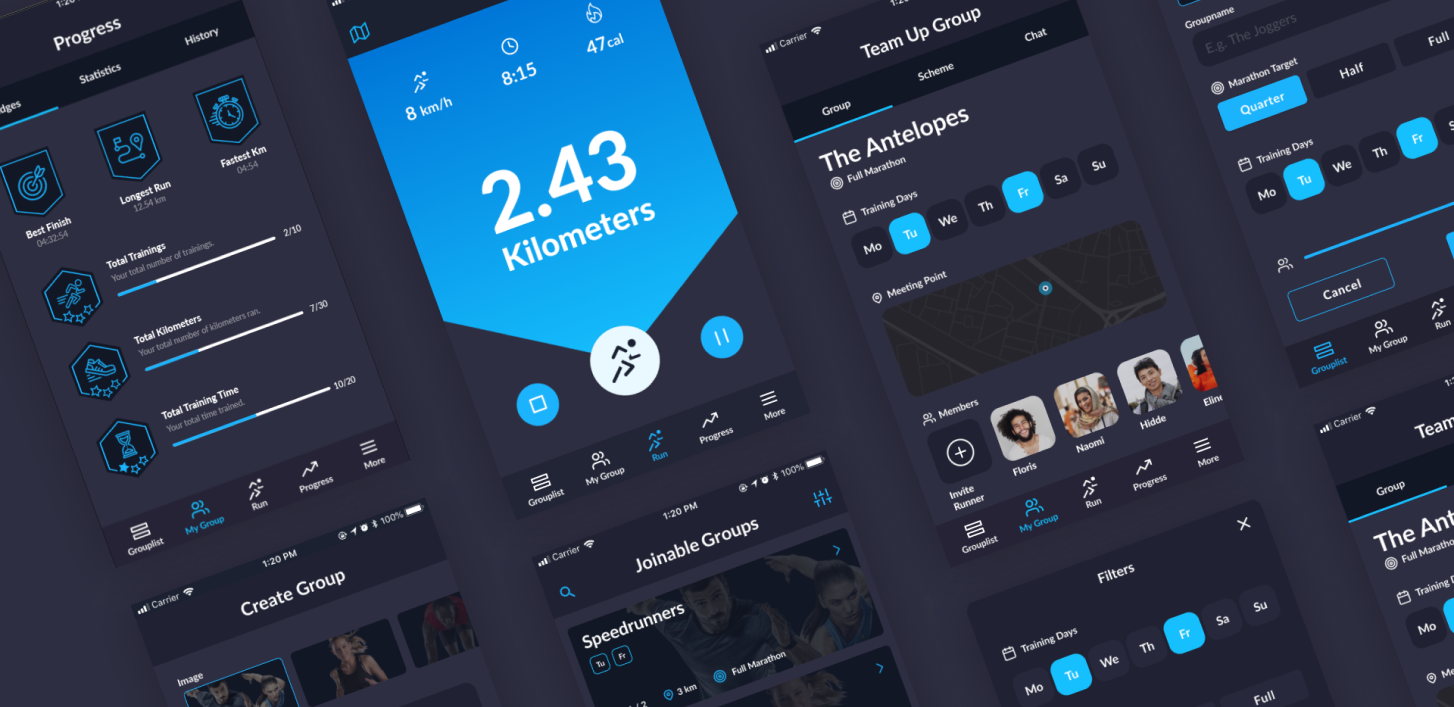 Progress
Statistics
History
Best Finish
04:32:54
Longest Run
12,54 km
Fastest Km
04:54
Total Trainings
Your total number of trainings.
2/10
Total Kilometers
Your total number of kilometers ran.
7/30
Total Training Time
Your total time trained.
10/20
Grouplist
My Group
Run
Progress
More
8 km/h
8:15
47 cal
2.43
Kilometers
Grouplist
My Group
Run
Progress
More
Carrier
Team Up Group
Group
Scheme
Chat
The Antelopes
Full Marathon
Training Days
Mo
Tu
We
Th
Fr
Sa
Su
Meeting Point
Members
Invite
Runner
Floris
Naomi
Hidde
Grouplist
My Group
Run
Progress
More
Groupname
E.g. The Joggers
Marathon Target
Quarter
Half
Full
Training Days
Mo
Tu
We
Th
Fr
Cancel
Grouplist
My Group
Run
Carrier
1:20 PM
100%
Create Group
Image
Carrier
1:20 PM
100%
Joinable Groups
Speedrunners
Tu
Fr
3 km
Full Marathon
Filters
Training Days
Mo
Tu
We
Th
Fr
Sa
Su
Full
Carrier
Group
Training
Mo